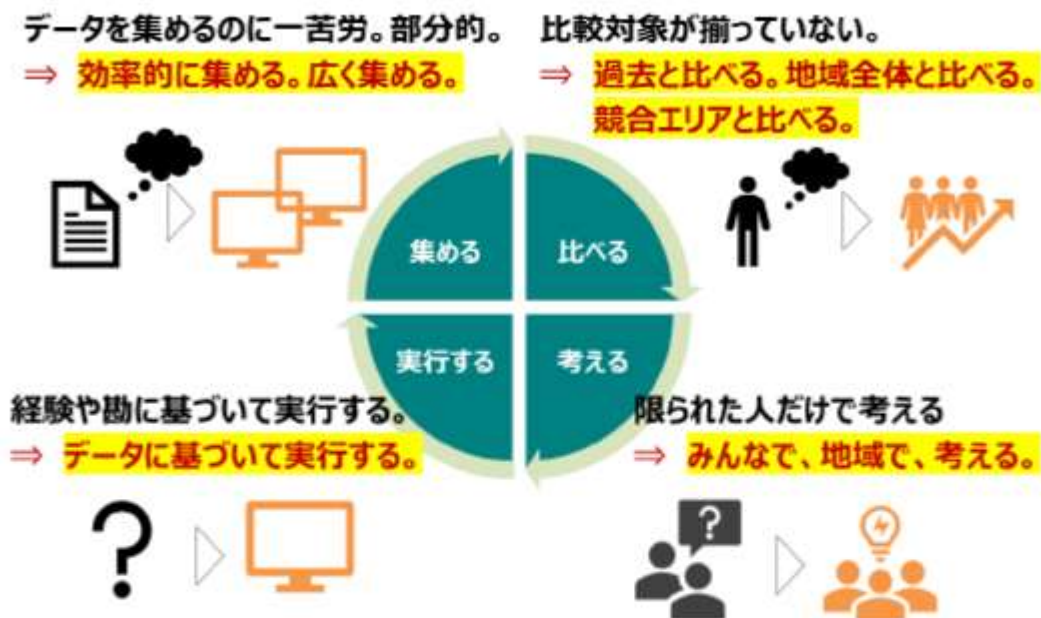 データを集めるのに一苦労。部分的。
⇒ 効率的に集める。広く集める。
比較対象が揃っていない。
⇒ 過去と比べる。地域全体と比べる。
競合エリアと比べる。
集める
比べる
実行する
考える
経験や勘に基づいて実行する。
⇒ データに基づいて実行する。
?
限られた人だけで考える
⇒ みんなで、地域で、考える。
?